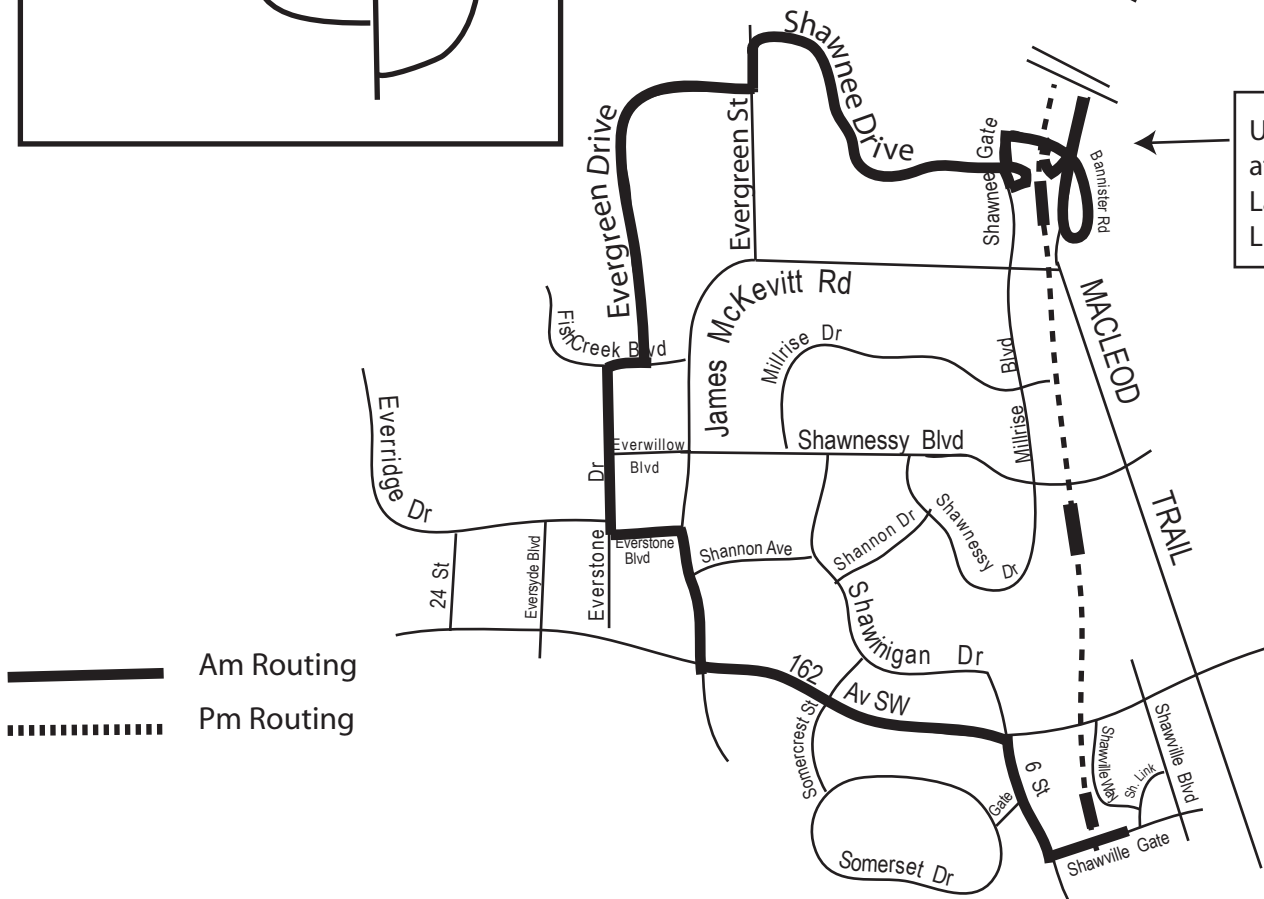 Shawnee Drive
Evergreen Drive
Evergreen St
Shawnee Gate
Bannister Rd
U
a
L
L
James McKevitt Rd
MACLEOD TRAIL
Fish Creek Blvd
Millrise Dr
Millrise Blvd
Everridge Dr
Everwillow
Blvd
Shawnessy Blvd
Everstone Dr
Everstone
Blvd
Eversyde Blvd
24 St
Shannon Ave
Shannon Dr
Shawnessy Dr
Shawinigan Dr
162 Av SW
Somercrest St
6 St
Gate
Somerset Dr
Shawville Way
Sh. Link
Shawville Blvd
Shawville Gate
Am Routing
Pm Routing